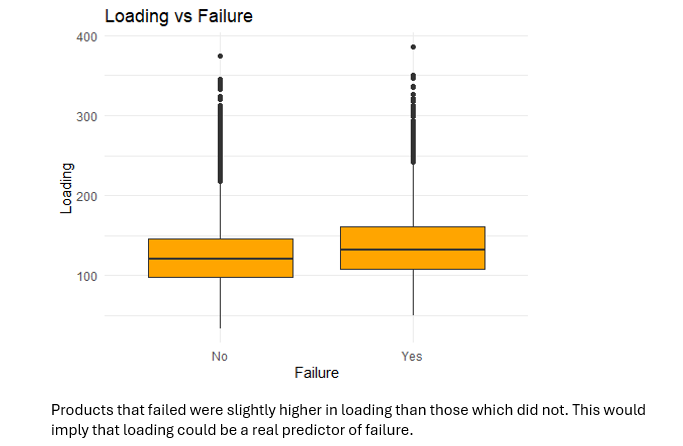 Loading vs Failure
400
300
200
100
Loading
No Yes
Failure
Products that failed were slightly higher in loading than those which did not. This would
imply that loading could be a real predictor of failure.